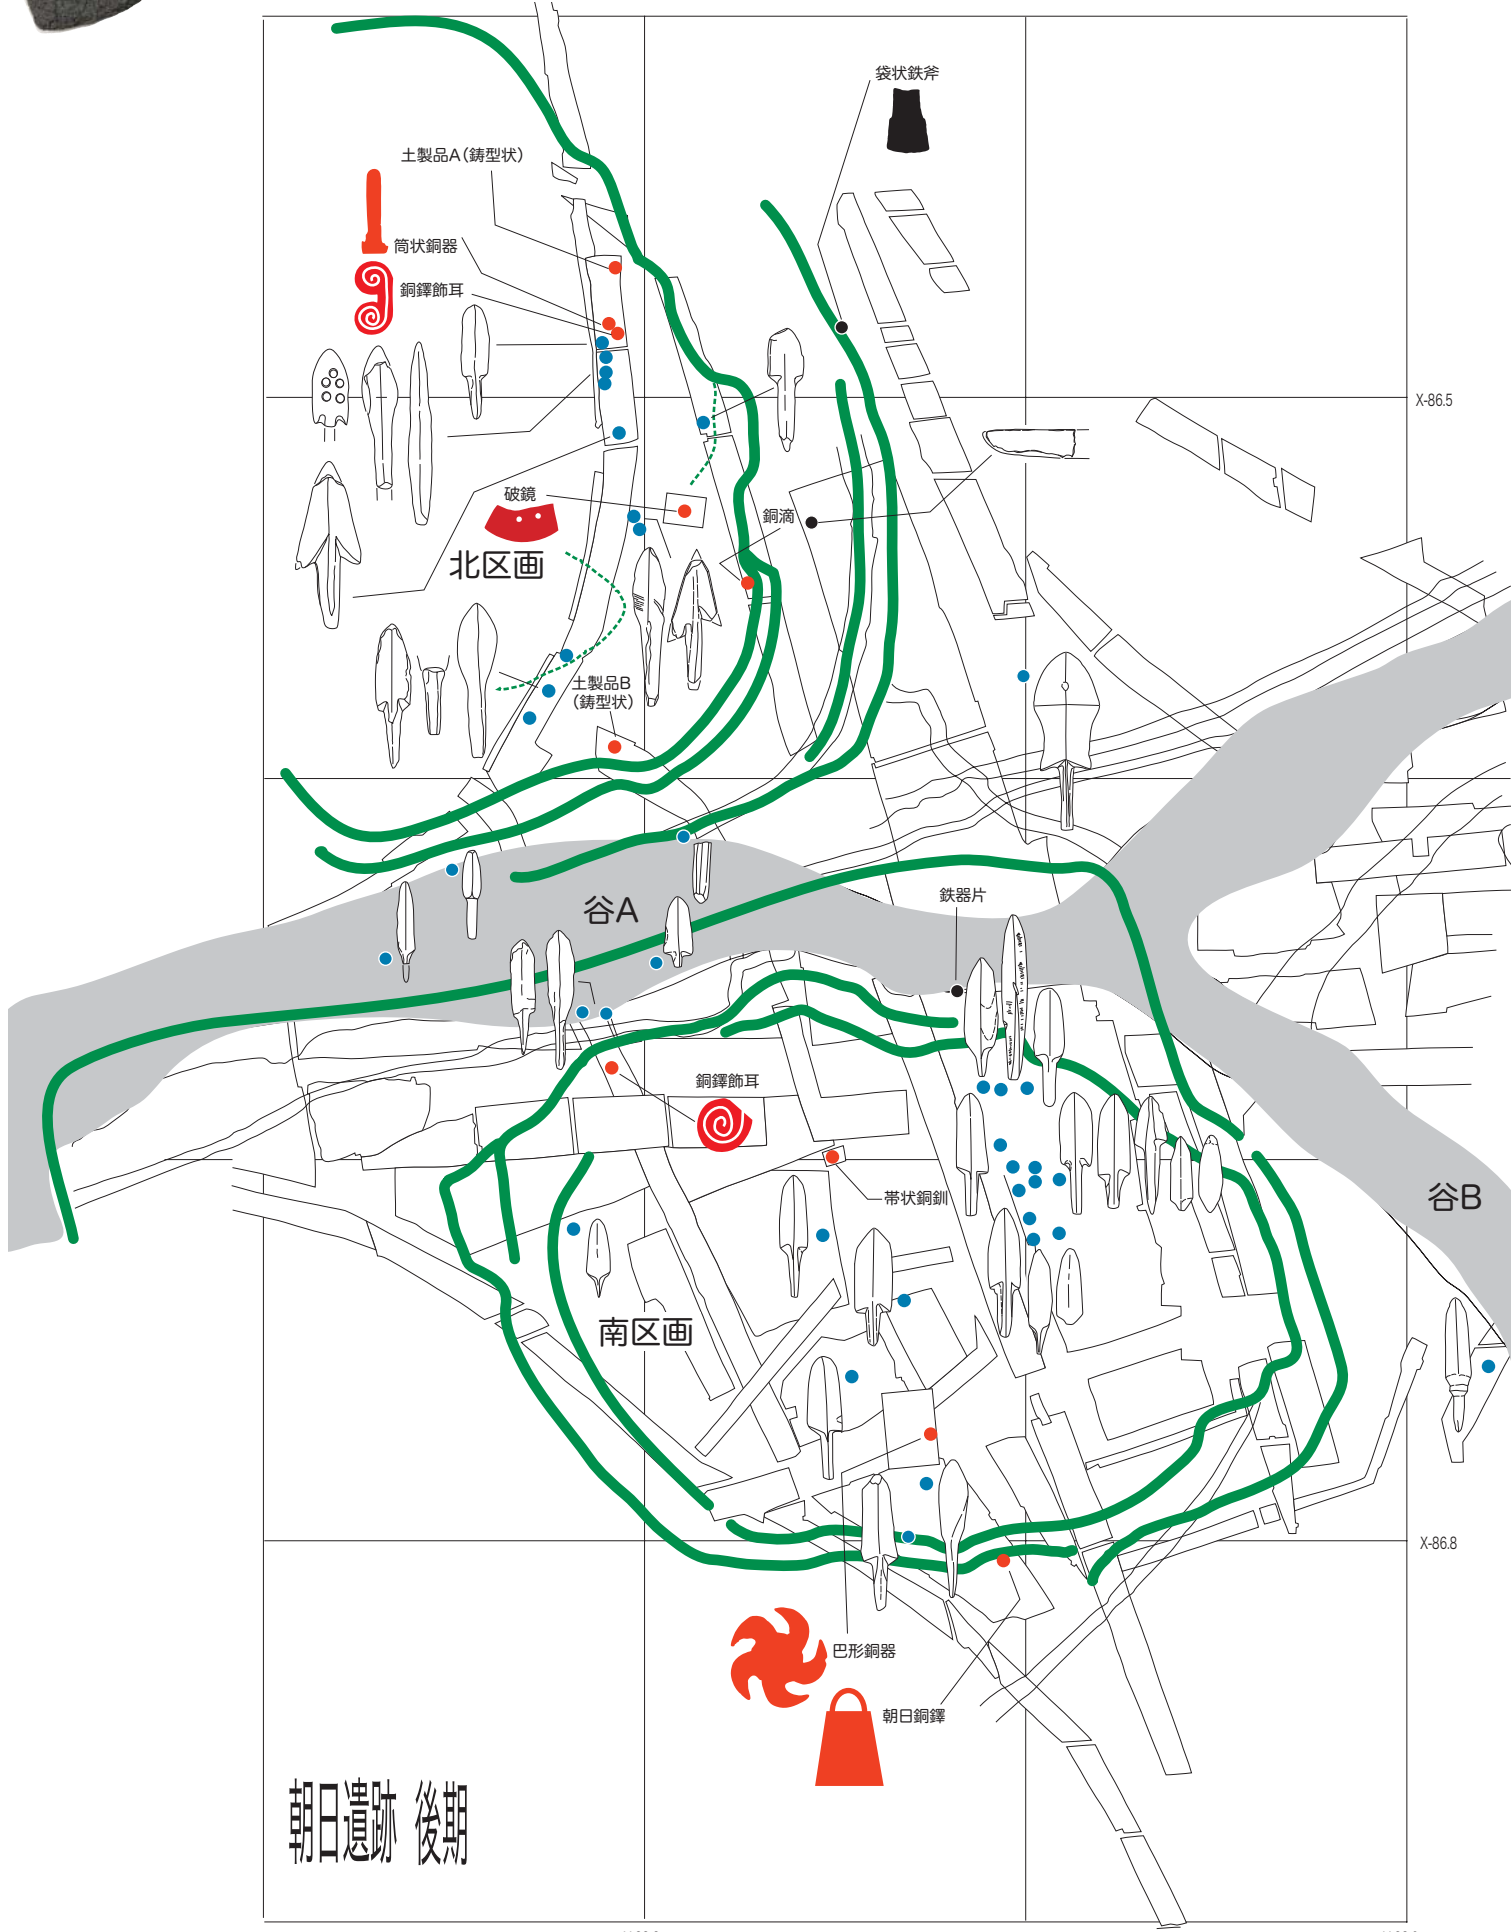 袋状鉄斧
土製品A（鋳型状）
筒状銅器
銅鐸飾耳
X-86.5
破鏡
銅滴
北区画
土製品B
（鋳型状）
谷A
鉄器片
銅鐸飾耳
帯状銅釧
谷B
南区画
X-86.8
巴形銅器
朝日銅鐸
朝日遺跡 後期